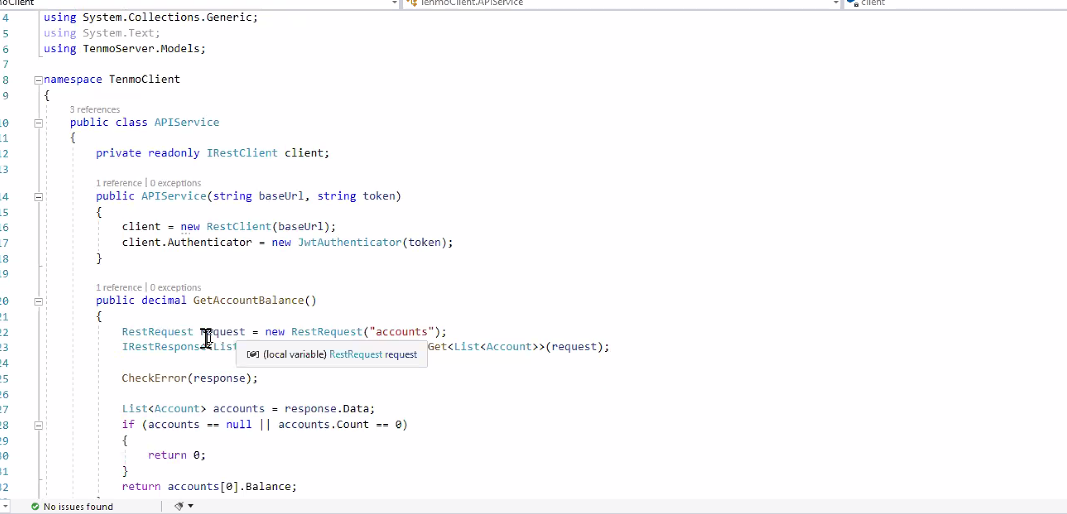 TenmoClient.APIService
client
4 using System.Collections.Generic;
5 using System.Text;
6 using TenmoServer.Models;
7
8 namespace TenmoClient
9 {
3 references
10 public class APIService
11 {
12 private readonly IRestClient client;
13
1 reference | 0 exceptions
14 public APIService(string baseUrl, string token)
15 {
16 client = new RestClient(baseUrl);
17 client.Authenticator = new JwtAuthenticator(token);
18 }
19
1 reference | 0 exceptions
20 public decimal GetAccountBalance()
21 {
22 RestRequest request = new RestRequest("accounts");
23 IRestResponse List Get<List<Account>>(request);
(local variable) RestRequest request
24
25 CheckError(response);
26
27 List<Account> accounts = response.Data;
28 if (accounts == null || accounts.Count == 0)
29 {
30 return 0;
31 }
32 return accounts[0].Balance;
No issues found